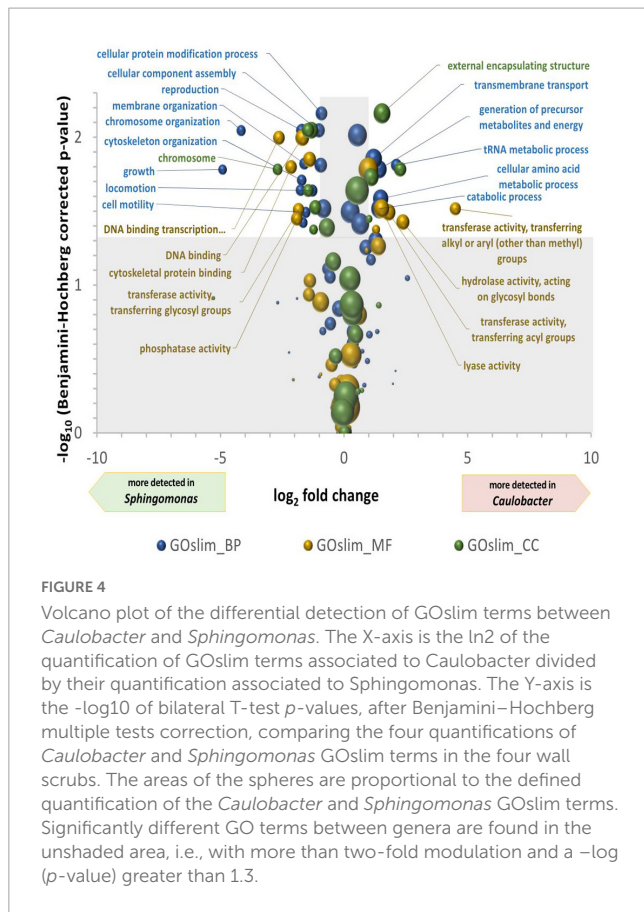 cellular protein modification process
cellular component assembly
reproduction
membrane organization
chromosome organization
cytoskeleton organization
chromosome
growth
locomotion
cell motility
DNA binding transcription...
DNA binding
cytoskeletal protein binding
transferase activity,
transferring glycosyl groups
phosphatase activity
external encapsulating structure
transmembrane transport
generation of precursor
metabolites and energy
tRNA metabolic process
cellular amino acid
metabolic process
catabolic process
transferase activity, transferring
alkyl or aryl (other than methyl)
groups
hydrolase activity, acting
on glycosyl bonds
transferase activity,
transferring acyl groups
lyase activity
-log10 (Benjamini-Hochberg corrected p-value)
2
1
0
-10
-5
0
5
10
more detected in
Sphingomonas
log2 fold change
more detected in
Caulobacter
GOslim_BP
GOslim_MF
GOslim_CC
FIGURE 4
Volcano plot of the differential detection of GOslim terms between
Caulobacter and Sphingomonas. The X-axis is the ln2 of the
quantification of GOslim terms associated to Caulobacter divided
by their quantification associated to Sphingomonas. The Y-axis is
the -log10 of bilateral T-test p-values, after Benjamini–Hochberg
multiple tests correction, comparing the four quantifications of
Caulobacter and Sphingomonas GOslim terms in the four wall
scrubs. The areas of the spheres are proportional to the defined
quantification of the Caulobacter and Sphingomonas GOslim terms.
Significantly different GO terms between genera are found in the
unshaded area, i.e., with more than two-fold modulation and a –log
(p-value) greater than 1.3.